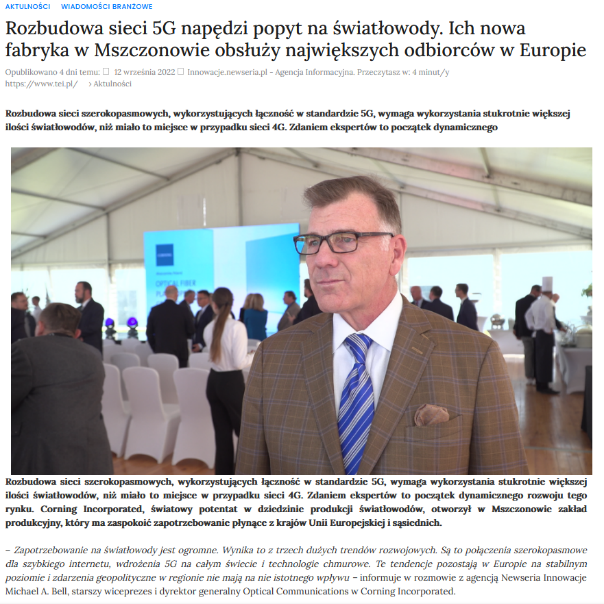 AKTUALNOŚCI WIADOMOŚCI BRANŻOWE
Rozbudowa sieci 5G napędzi popyt na światłowody. Ich nowa
fabryka w Mszczonowie obsłuży największych odbiorców w Europie
Opublikowano 4 dni temu: 12 września 2022 Innowacje.newseria.pl - Agencja Informacyjna. Przeczytasz w: 4 minut/y
https://www.tei.pl/ › Aktualności
Rozbudowa sieci szerokopasmowych, wykorzystujących łączność w standardzie 5G, wymaga wykorzystania stukrotnie większej
ilości światłowodów, niż miało to miejsce w przypadku sieci 4G. Zdaniem ekspertów to początek dynamicznego
OPTICAL FIBER
Rozbudowa sieci szerokopasmowych, wykorzystujących łączność w standardzie 5G, wymaga wykorzystania stukrotnie większej
ilości światłowodów, niż miało to miejsce w przypadku sieci 4G. Zdaniem ekspertów to początek dynamicznego rozwoju tego
rynku. Corning Incorporated, światowy potentat w dziedzinie produkcji światłowodów, otworzył w Mszczonowie zakład
produkcyjny, który ma zaspokoić zapotrzebowanie płynące z krajów Unii Europejskiej i sąsiednich.
– Zapotrzebowanie na światłowody jest ogromne. Wynika to z trzech dużych trendów rozwojowych. Są to połączenia szerokopasmowe
dla szybkiego internetu, wdrożenia 5G na całym świecie i technologie chmurowe. Te tendencje pozostają w Europie na stabilnym
poziomie i zdarzenia geopolityczne w regionie nie mają na nie istotnego wpływu – informuje w rozmowie z agencją Newseria Innowacje
Michael A. Bell, starszy wiceprezes i dyrektor generalny Optical Communications w Corning Incorporated.